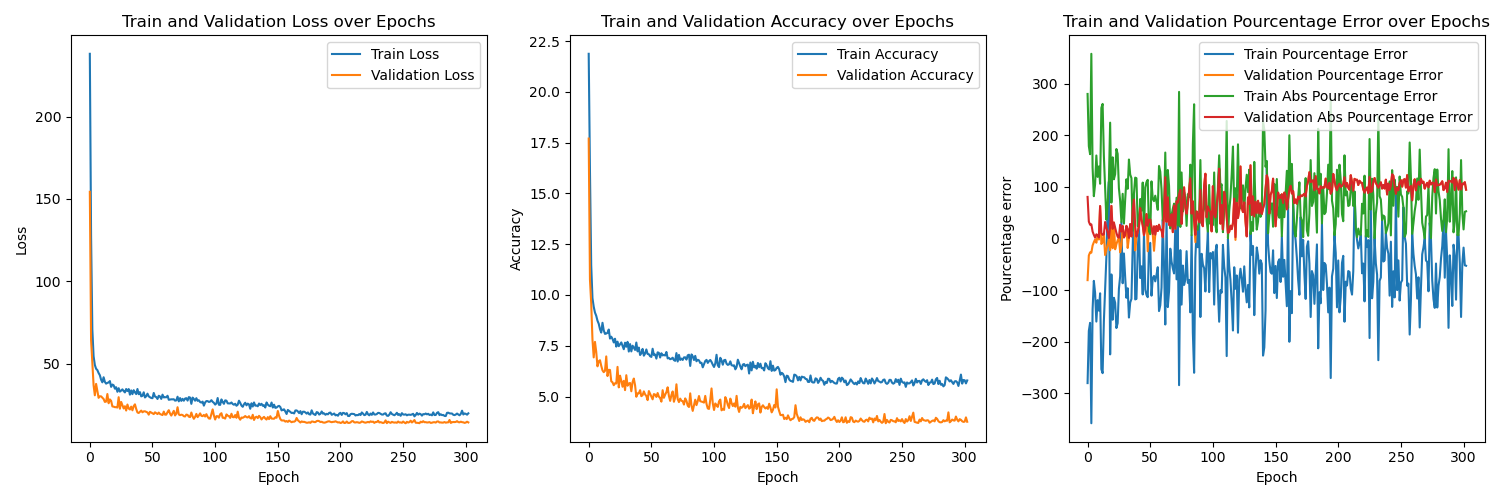 Train and Validation Loss over Epochs
Train Loss
Validation Loss
200
150
100
50
Loss
0 50 100 150 200 250 300
Epoch
Train and Validation Accuracy over Epochs
Train Accuracy
Validation Accuracy
22.5
20.0
17.5
15.0
12.5
10.0
7.5
5.0
Accuracy
0 50 100 150 200 250 300
Epoch
Train and Validation Pourcentage Error over Epochs
Train Pourcentage Error
Validation Pourcentage Error
Train Abs Pourcentage Error
Validation Abs Pourcentage Error
300
200
100
0
−100
−200
−300
Pourcentage error
0 50 100 150 200 250 300
Epoch